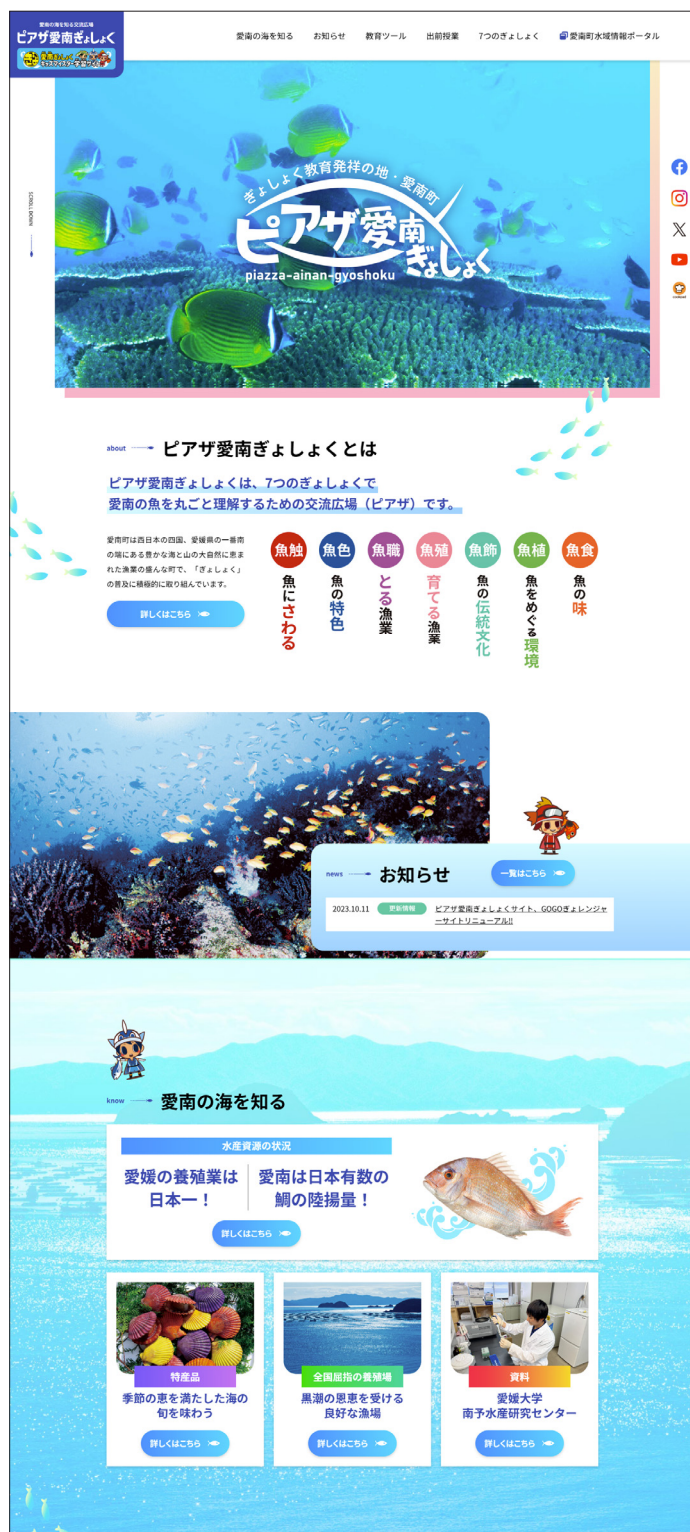 愛南の海を知る交流広場
ピアザ愛南ぎょしょく
愛南の海を知る
お知らせ
教育ツール
出前授業
7つのぎょしょく
愛南町水域情報ポータル
SCROLL DOWN
ぎょしょく教育発祥の地・愛南町
ピアザ愛南
ぎょしょく
piazza-ainan-gyoshoku
about
ピアザ愛南ぎょしょくとは
ピアザ愛南ぎょしょくは、7つのぎょしょくで
愛南の魚を丸ごと理解するための交流広場（ピアザ）です。
愛南町は西日本の四国、愛媛県の一番南
の端にある豊かな海と山の大自然に恵ま
れた漁業の盛んな町で、「ぎょしょく」
の普及に積極的に取り組んでいます。
詳しくはこちら
魚触
魚にさわる
魚色
魚の特色
魚職
とる漁業
魚殖
育てる漁業
魚飾
魚の伝統文化
魚植
魚をめぐる環境
魚食
魚の味
news
お知らせ
一覧はこちら
2023.10.11
更新情報
ピアザ愛南ぎょしょくサイト、GOGOぎょレンジャ
ーサイトリニューアル!!
know
愛南の海を知る
水産資源の状況
愛媛の養殖業は
日本一！
愛南は日本有数の
鯛の陸揚量！
詳しくはこちら
特産品
季節の恵を満たした海の
旬を味わう
詳しくはこちら
全国屈指の養殖場
黒潮の恩恵を受ける
良好な漁場
詳しくはこちら
資料
愛媛大学
南予水産研究センター
詳しくはこちら